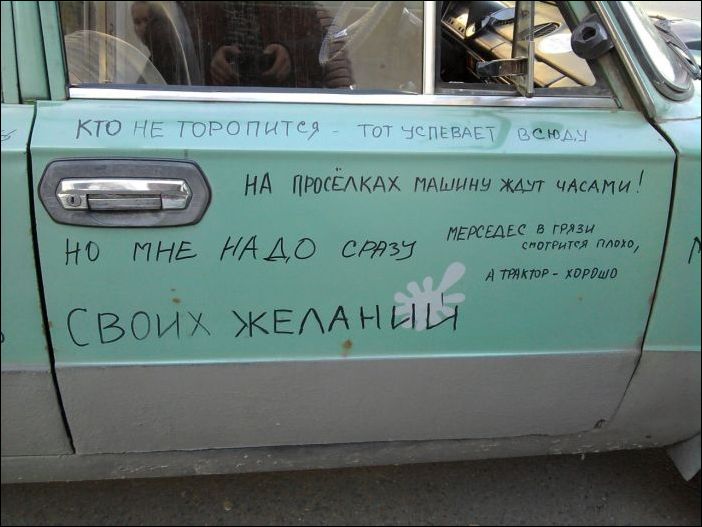 КТО НЕ ТОРОПИТСЯ - ТОТ УСПЕВАЕТ ВСЮДУ
НА ПРОСЁЛКАХ МАШИНУ ЖДУТ ЧАСАМИ!
НО МНЕ НАДО СРАЗУ
МЕРСЕДЕС В ГРЯЗИ
СМОТРИТСЯ ПЛОХО,
А ТРАКТОР - ХОРОШО
СВОИХ ЖЕЛАНИЙ